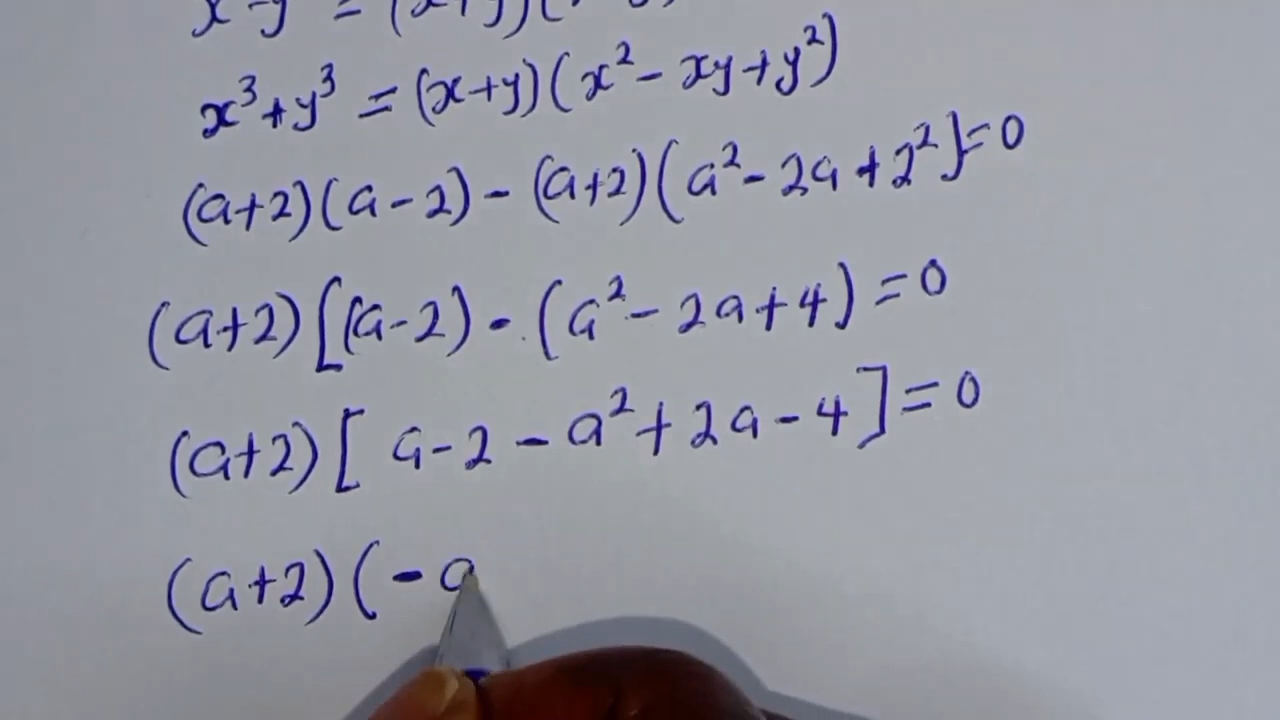 x³+y³ = (x+y)(x² - xy + y²)
(a+2)(a-2) - (a+2)(a² - 2a + 2²] = 0
(a+2)[(a-2) - (a² - 2a + 4) = 0
(a+2)[ a - 2 - a² + 2a - 4 ] = 0
(a+2)( - a